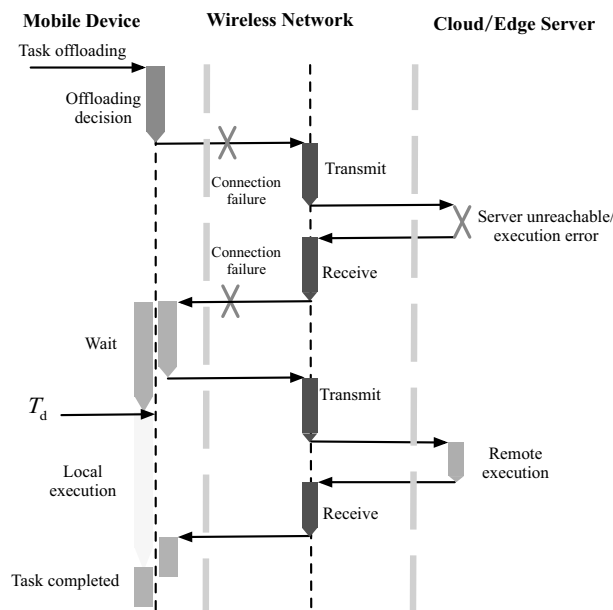 Mobile Device
Wireless Network
Cloud/Edge Server
Task offloading
Offloading
decision
Connection
failure
Transmit
Server unreachable/
execution error
Connection
failure
Receive
Wait
Transmit
T_d
Remote
execution
Local
execution
Receive
Task completed